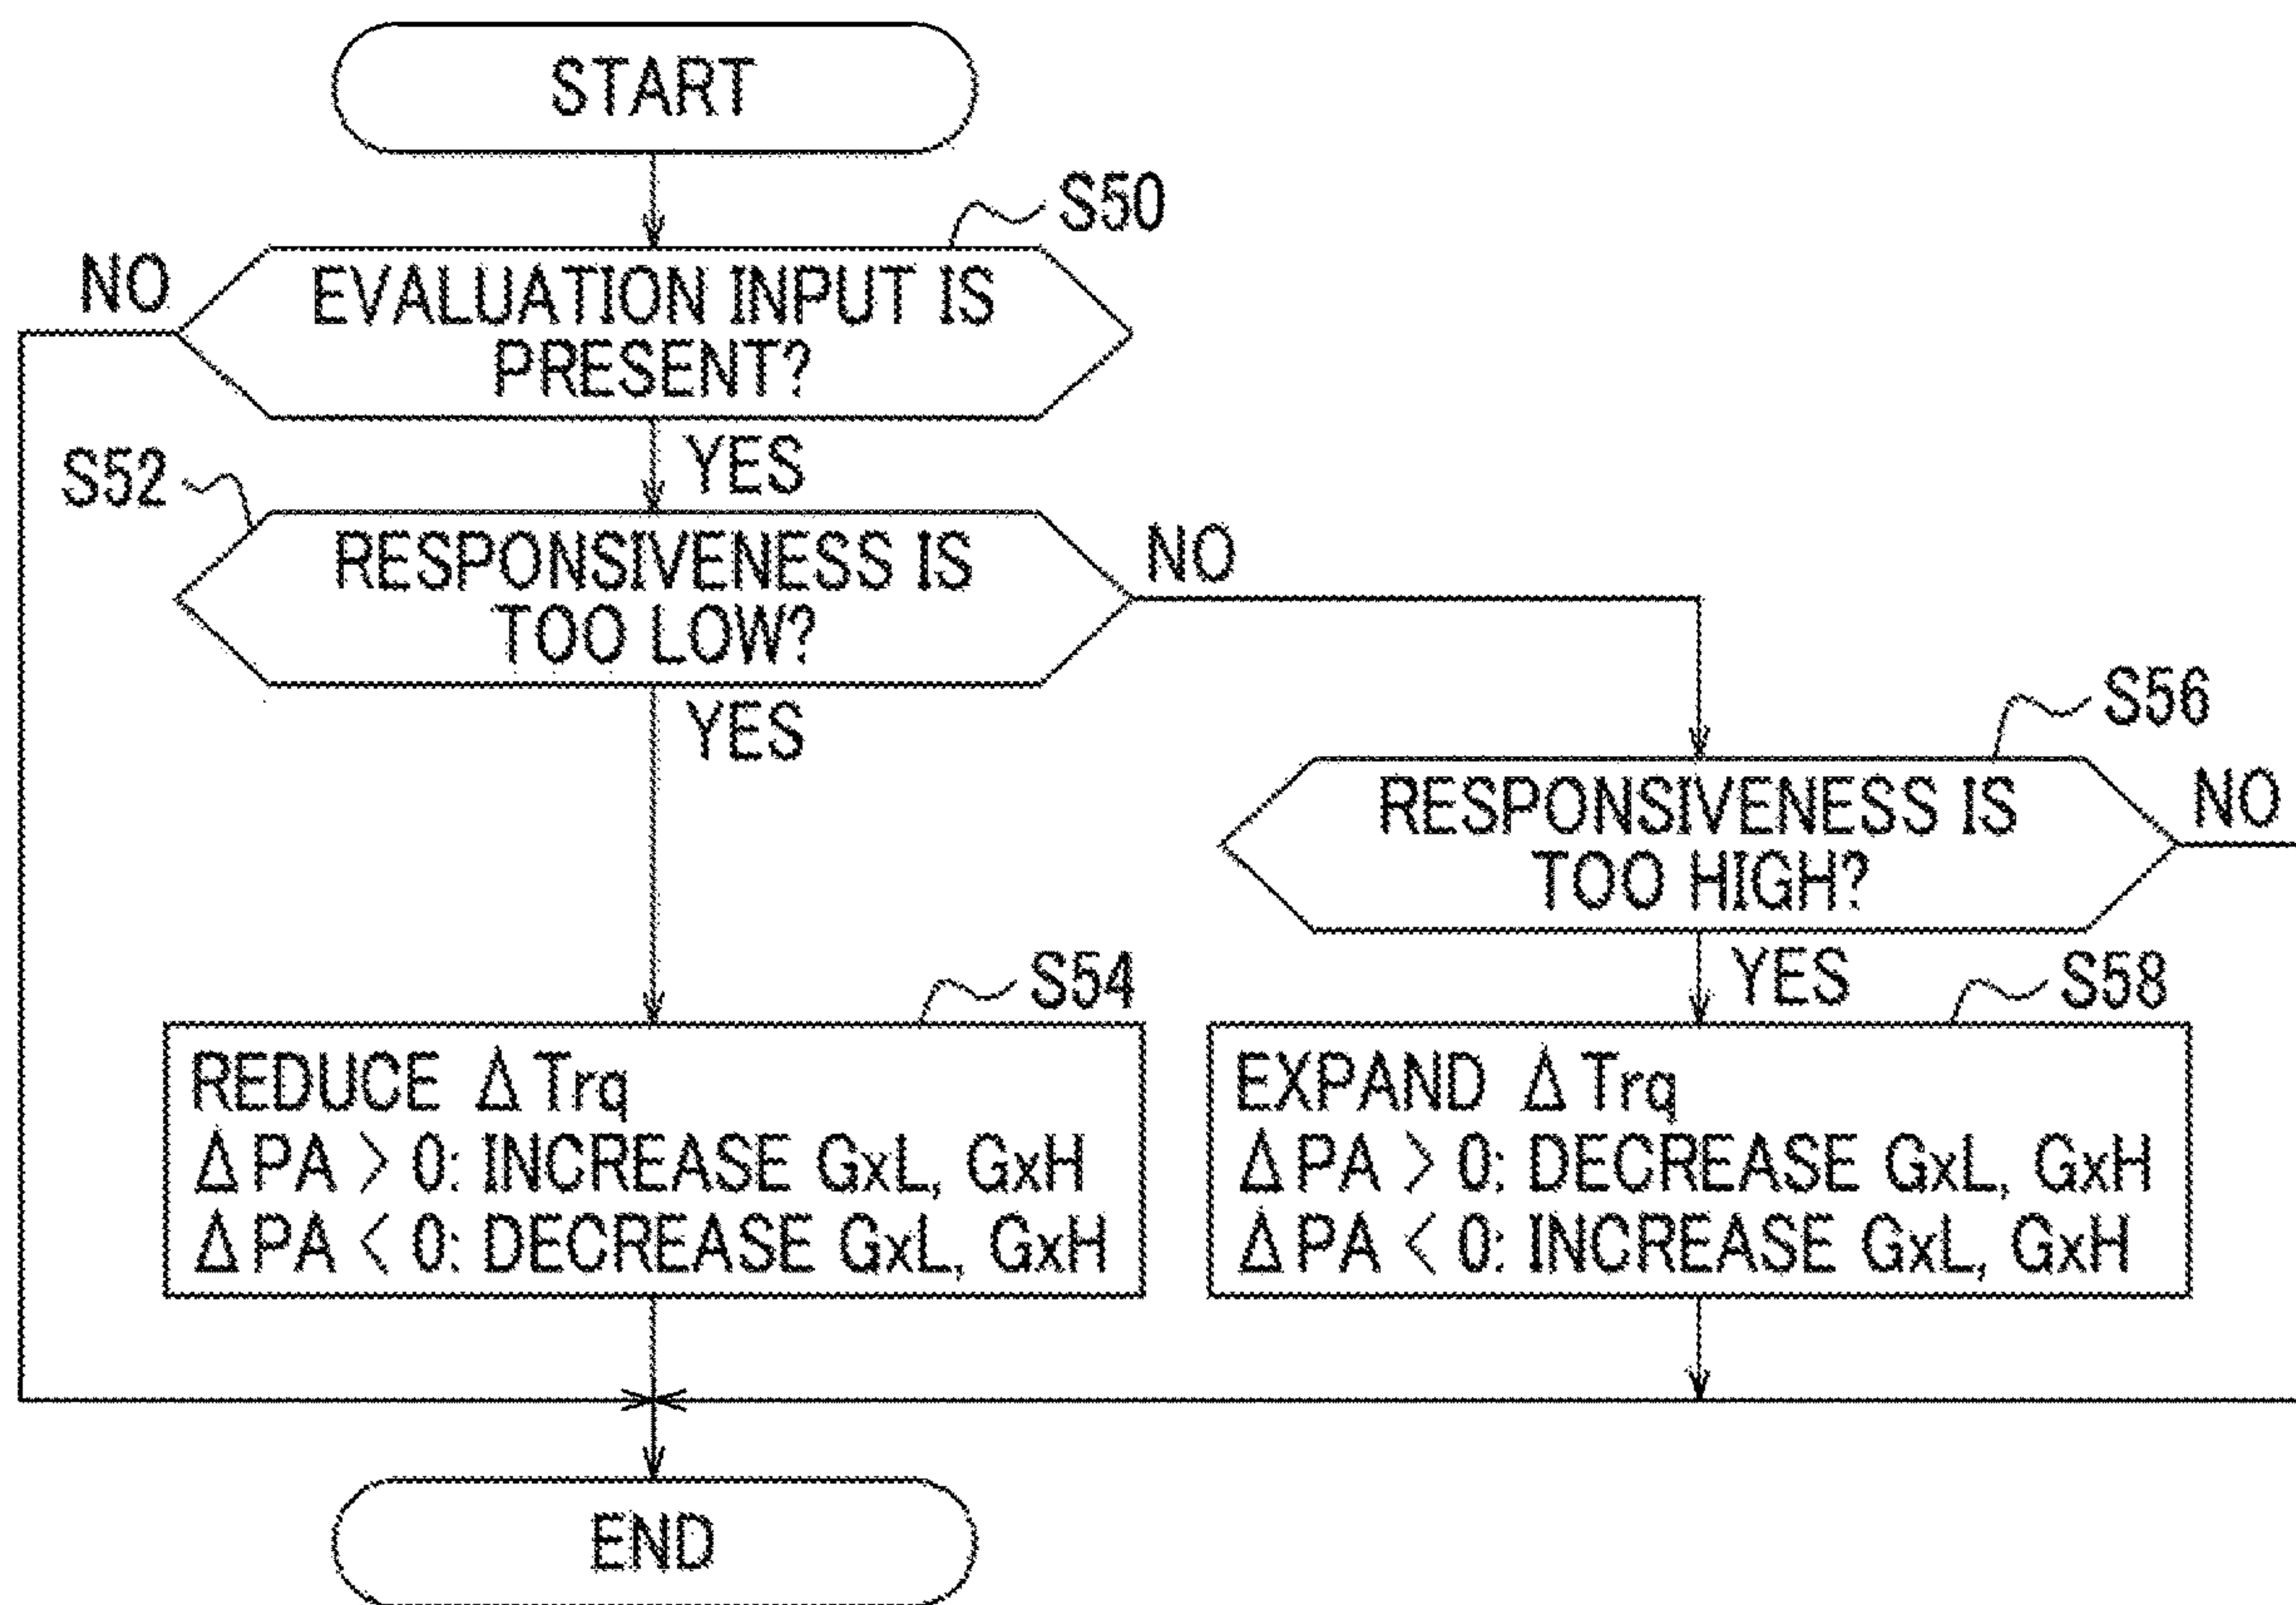 START
S50
NO
EVALUATION INPUT IS
PRESENT?
YES
S52
RESPONSIVENESS IS
TOO LOW?
NO
YES
S56
RESPONSIVENESS IS
TOO HIGH?
NO
YES
S54
REDUCE ΔTrq
ΔPA > 0: INCREASE GxL, GxH
ΔPA < 0: DECREASE GxL, GxH
S58
EXPAND ΔTrq
ΔPA > 0: DECREASE GxL, GxH
ΔPA < 0: INCREASE GxL, GxH
END